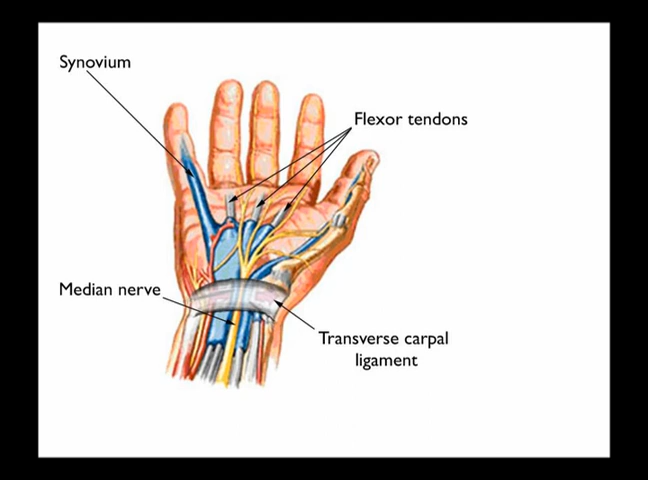 Synovium
Flexor tendons
Median nerve
Transverse carpal
ligament